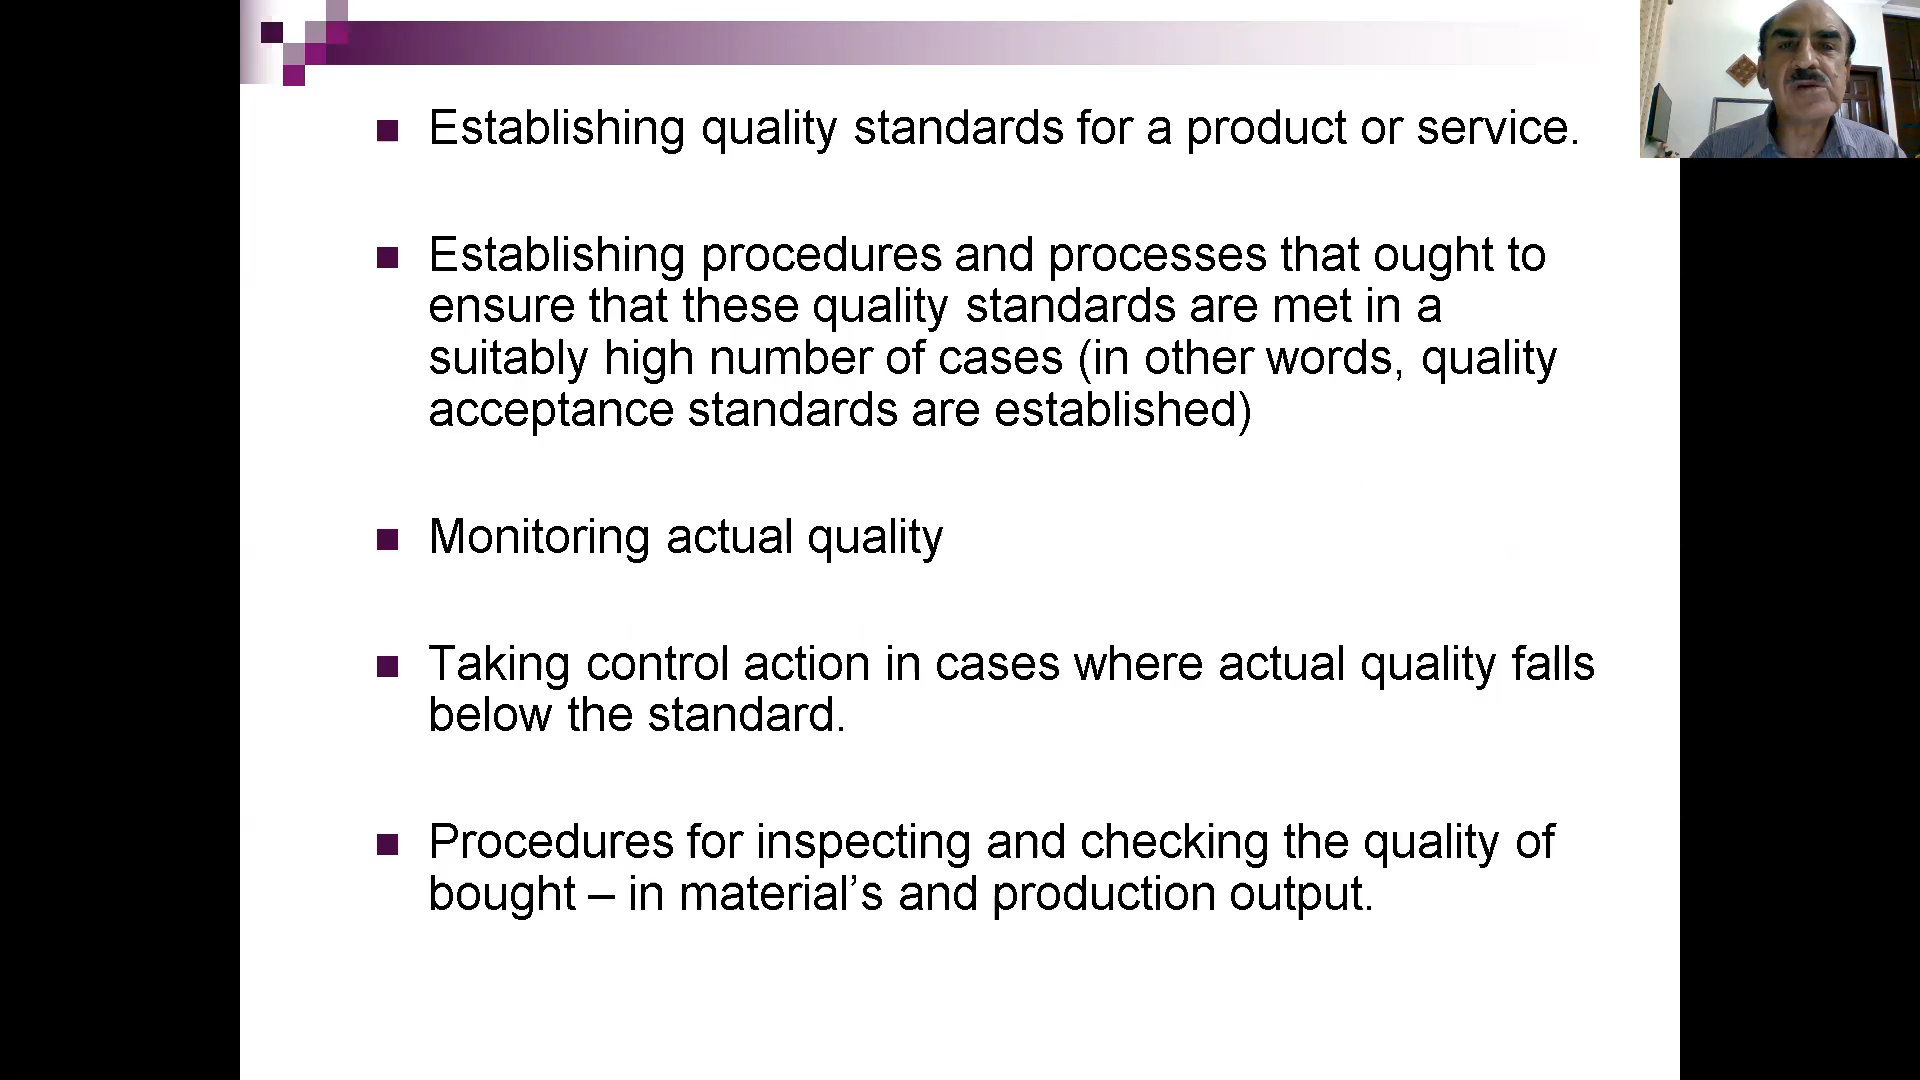 Establishing quality standards for a product or service.
Establishing procedures and processes that ought to
ensure that these quality standards are met in a
suitably high number of cases (in other words, quality
acceptance standards are established)
Monitoring actual quality
Taking control action in cases where actual quality falls
below the standard.
Procedures for inspecting and checking the quality of
bought – in material’s and production output.